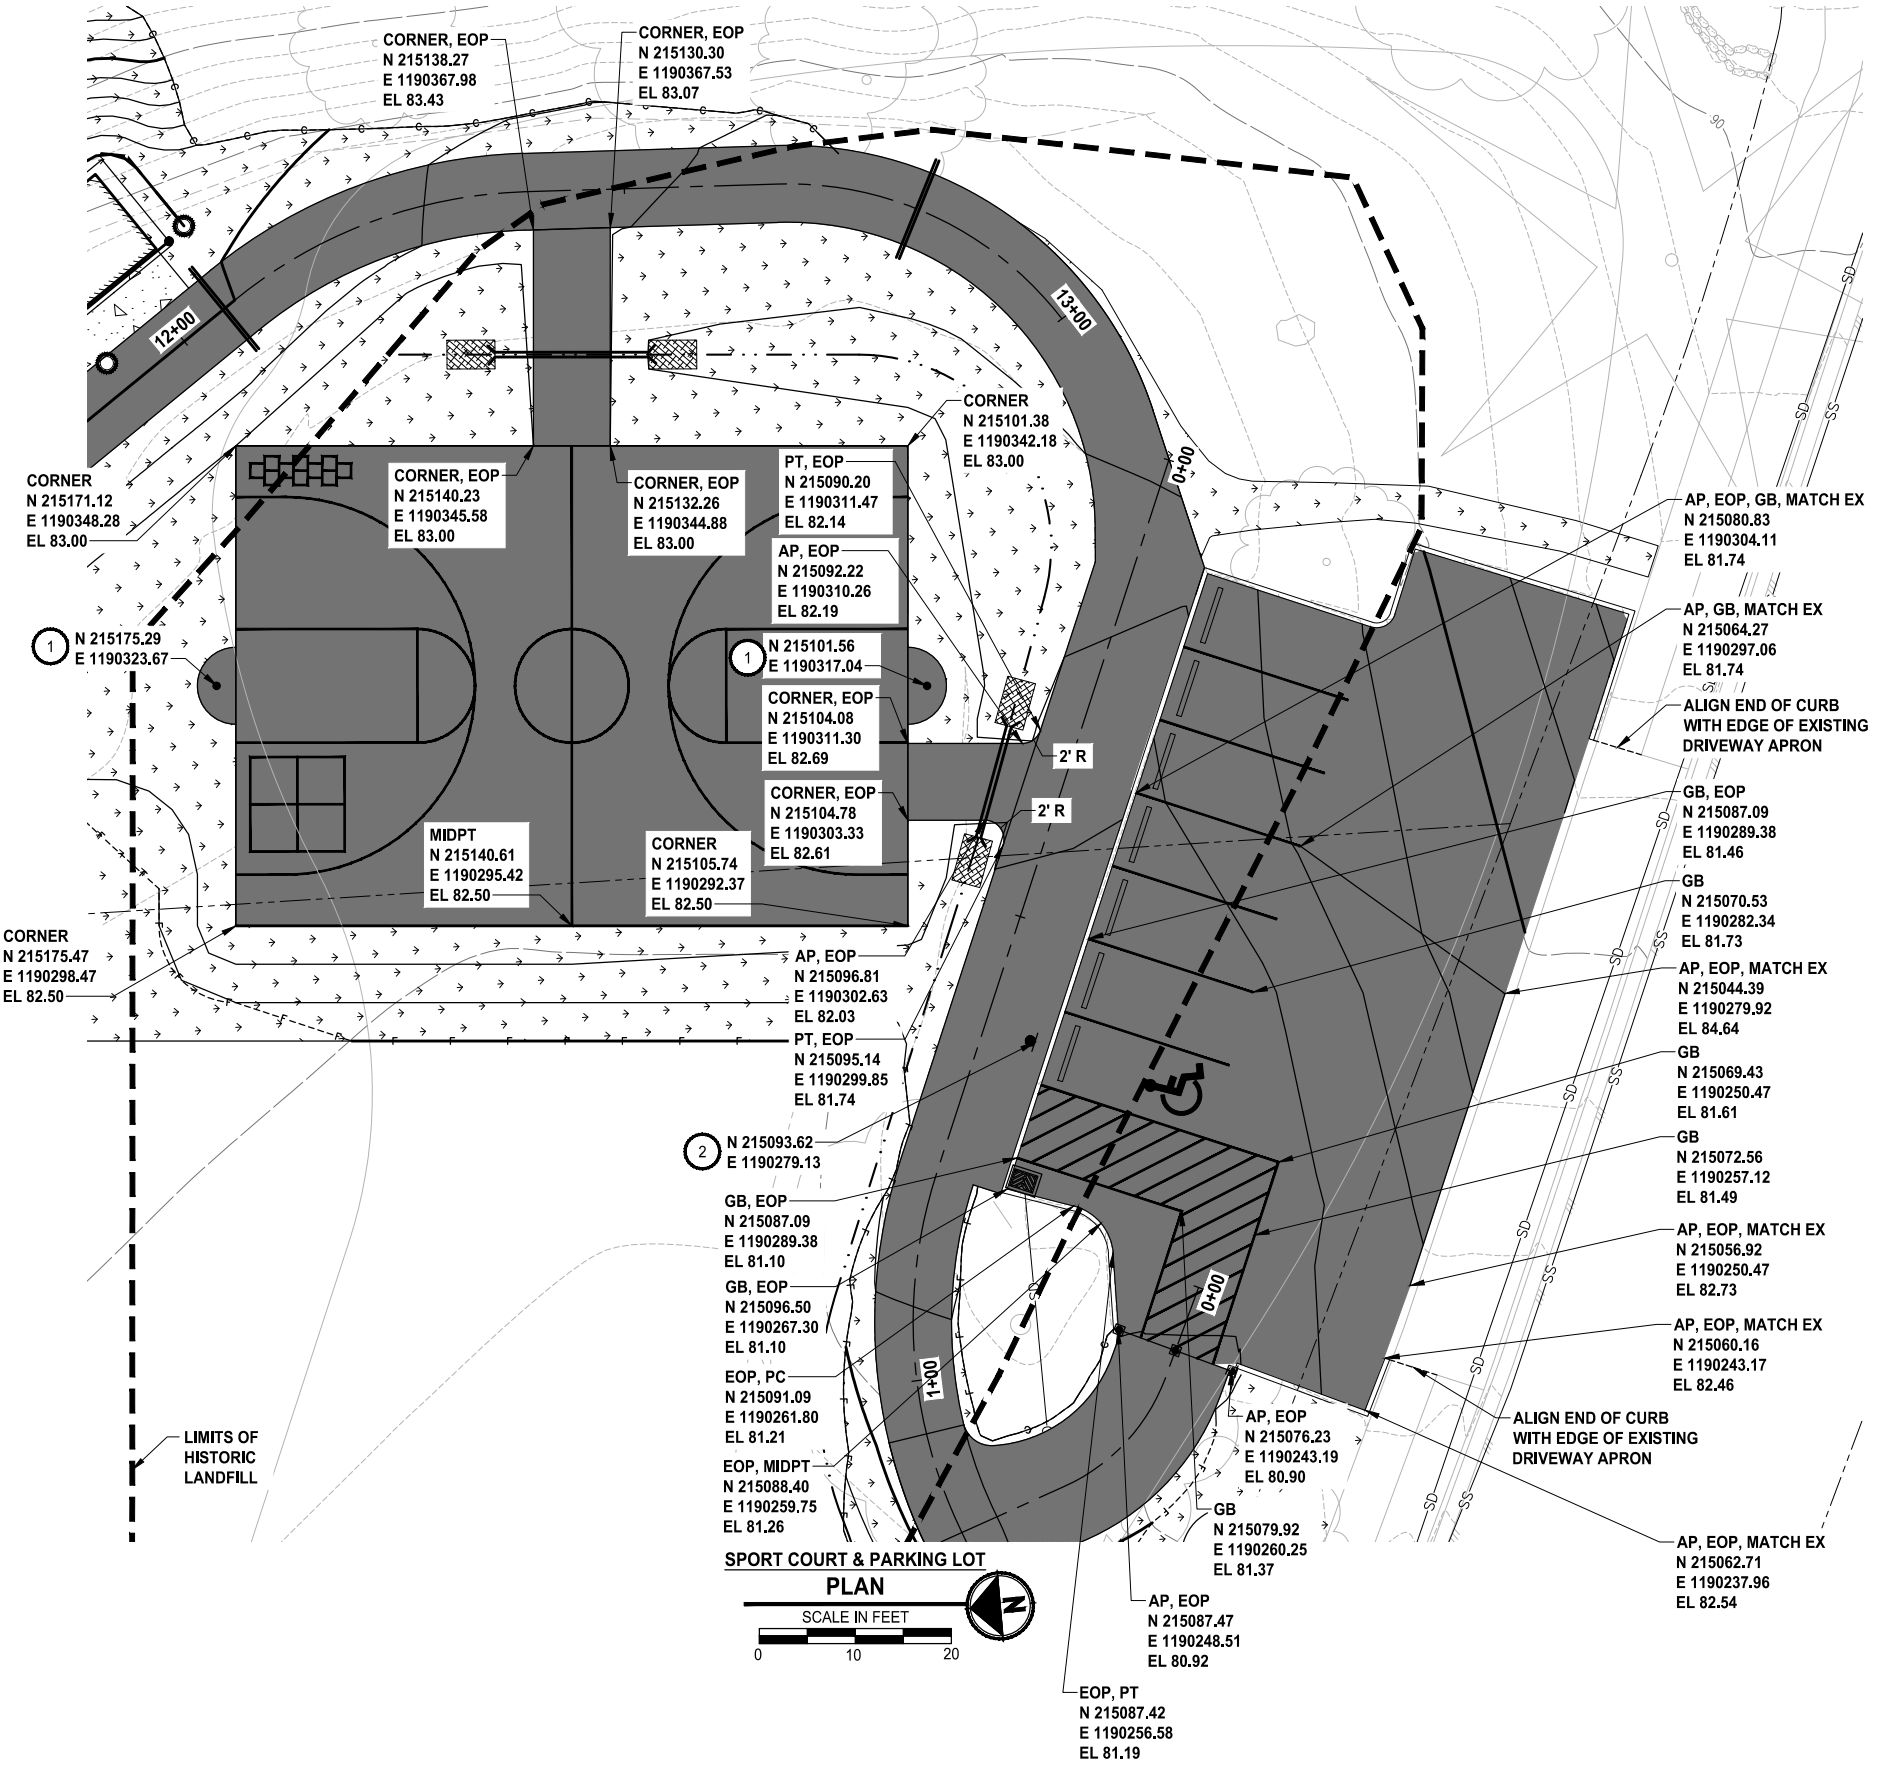 CORNER, EOP
N 215138.27
E 1190367.98
EL 83.43
CORNER, EOP
N 215130.30
E 1190367.53
EL 83.07
90
12+00
13+00
0+00
SD
SD
SS
CORNER
N 215101.38
E 1190342.18
EL 83.00
CORNER
N 215171.12
E 1190348.28
EL 83.00
CORNER, EOP
N 215140.23
E 1190345.58
EL 83.00
CORNER, EOP
N 215132.26
E 1190344.88
EL 83.00
PT, EOP
N 215090.20
E 1190311.47
EL 82.14
AP, EOP
N 215092.22
E 1190310.26
EL 82.19
1
N 215175.29
E 1190323.67
1
N 215101.56
E 1190317.04
CORNER, EOP
N 215104.08
E 1190311.30
EL 82.69
CORNER, EOP
N 215104.78
E 1190303.33
EL 82.61
2' R
2' R
MIDPT
N 215140.61
E 1190295.42
EL 82.50
CORNER
N 215105.74
E 1190292.37
EL 82.50
CORNER
N 215175.47
E 1190298.47
EL 82.50
AP, EOP
N 215096.81
E 1190302.63
EL 82.03
PT, EOP
N 215095.14
E 1190299.85
EL 81.74
2
N 215093.62
E 1190279.13
GB, EOP
N 215087.09
E 1190289.38
EL 81.10
GB, EOP
N 215096.50
E 1190267.30
EL 81.10
EOP, PC
N 215091.09
E 1190261.80
EL 81.21
EOP, MIDPT
N 215088.40
E 1190259.75
EL 81.26
AP, EOP, GB, MATCH EX
N 215080.83
E 1190304.11
EL 81.74
AP, GB, MATCH EX
N 215064.27
E 1190297.06
EL 81.74
SD
ALIGN END OF CURB
WITH EDGE OF EXISTING
DRIVEWAY APRON
GB, EOP
N 215087.09
E 1190289.38
EL 81.46
SD
GB
N 215070.53
E 1190282.34
EL 81.73
SS
SD
AP, EOP, MATCH EX
N 215044.39
E 1190279.92
EL 84.64
GB
N 215069.43
E 1190250.47
EL 81.61
SS
SD
GB
N 215072.56
E 1190257.12
EL 81.49
SD
AP, EOP, MATCH EX
N 215056.92
E 1190250.47
EL 82.73
SS
AP, EOP, MATCH EX
N 215060.16
E 1190243.17
EL 82.46
SD
SS
ALIGN END OF CURB
WITH EDGE OF EXISTING
DRIVEWAY APRON
SD
SS
AP, EOP, MATCH EX
N 215062.71
E 1190237.96
EL 82.54
SD
0+00
1+00
AP, EOP
N 215076.23
E 1190243.19
EL 80.90
GB
N 215079.92
E 1190260.25
EL 81.37
AP, EOP
N 215087.47
E 1190248.51
EL 80.92
EOP, PT
N 215087.42
E 1190256.58
EL 81.19
LIMITS OF
HISTORIC
LANDFILL
SPORT COURT & PARKING LOT
PLAN
SCALE IN FEET
0 10 20
N